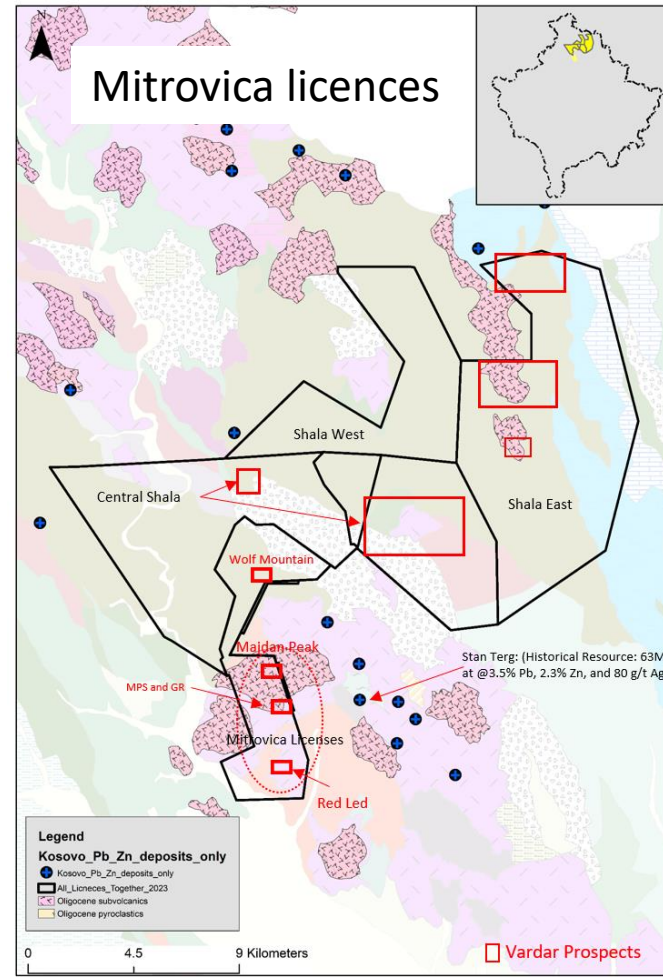 N
Mitrovica licences
Shala West
Central Shala
Shala East
Wolf Mountain
Majdan Peak
Stan Terg: (Historical Resource: 63M
at @3.5% Pb, 2.3% Zn, and 80 g/t Ag
MPS and GR
Mitrovica Licenses
Red Led
Legend
Kosovo_Pb_Zn_deposits_only
Kosovo_Pb_Zn_deposits_only
All_Licneces_Together_2023
Oligocene subvolcanics
Oligocene pyroclastics
0 4.5 9 Kilometers
Vardar Prospects